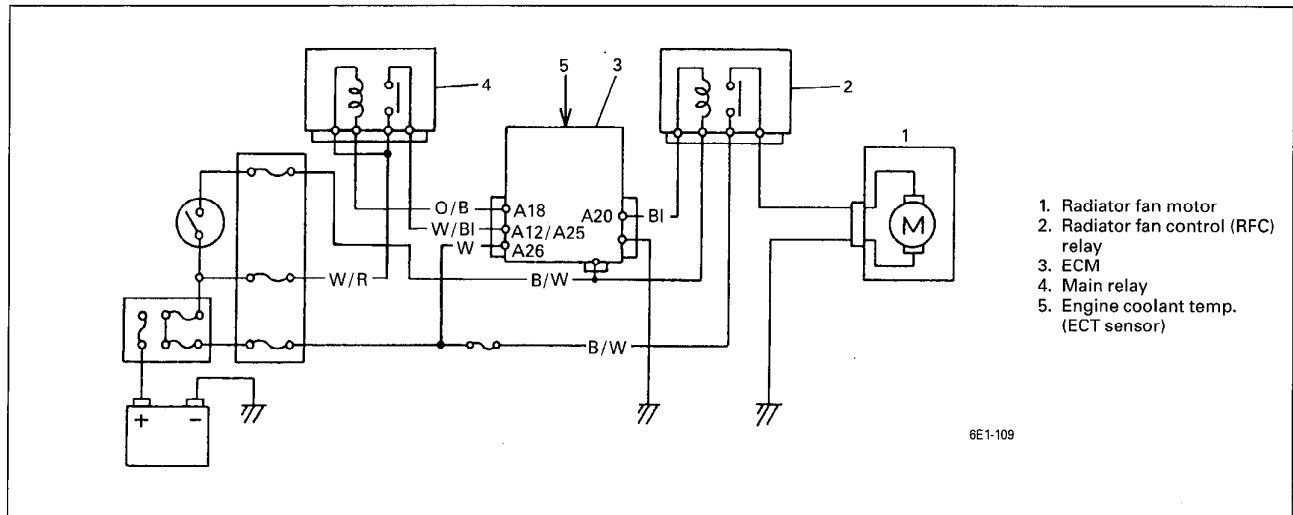 4
5
3
2
1
O/B
A18
W/Bl
A12/A25
W
A26
A20
Bl
W/R
B/W
B/W
M
+ −
6E1-109
1. Radiator fan motor
2. Radiator fan control (RFC)
relay
3. ECM
4. Main relay
5. Engine coolant temp.
(ECT sensor)